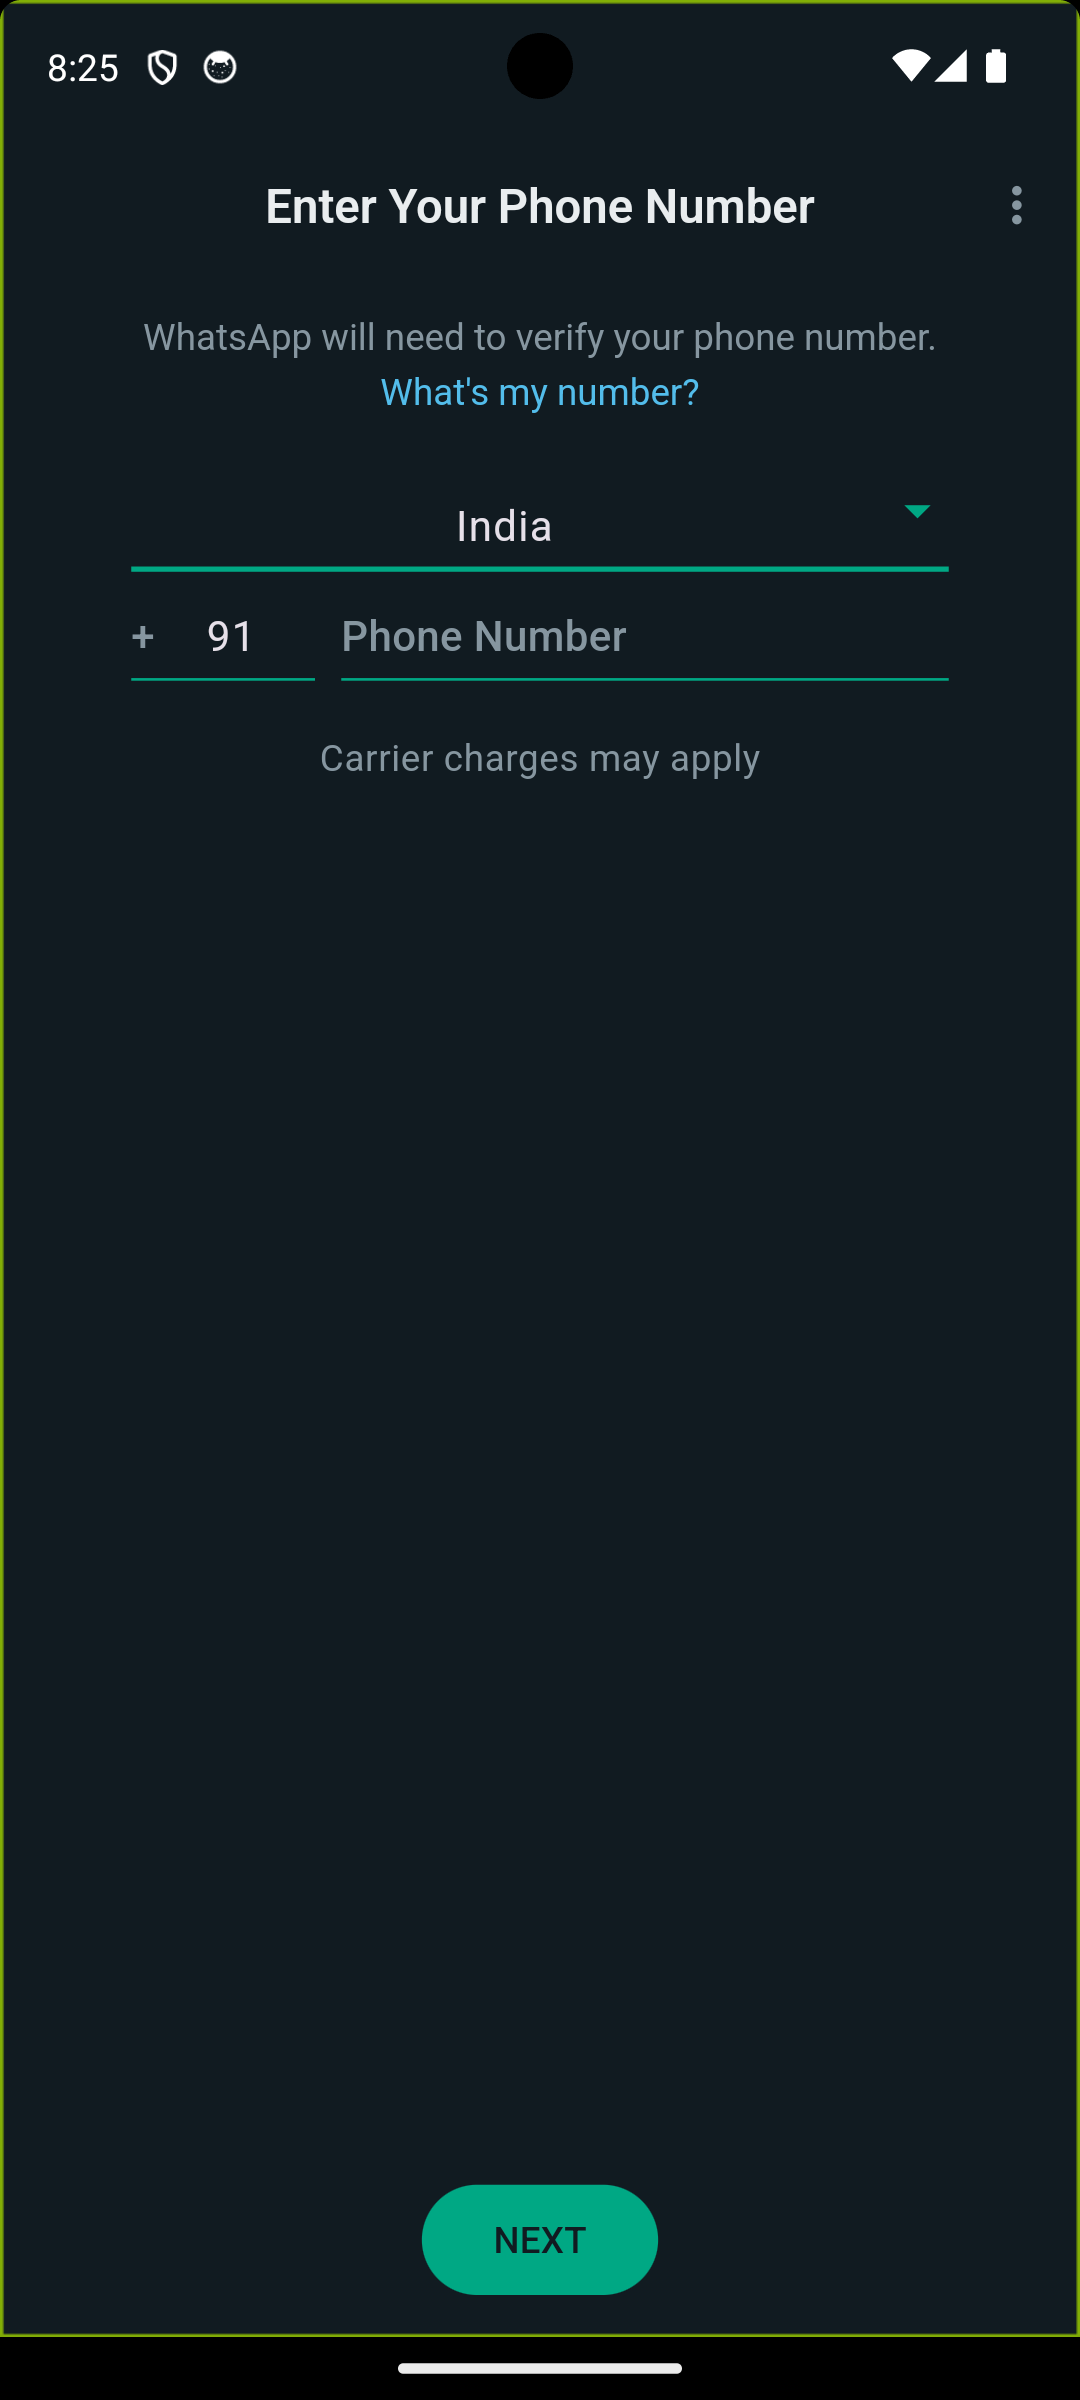 8:25
Enter Your Phone Number
WhatsApp will need to verify your phone number.
What's my number?
India
+ 91 Phone Number
Carrier charges may apply
NEXT